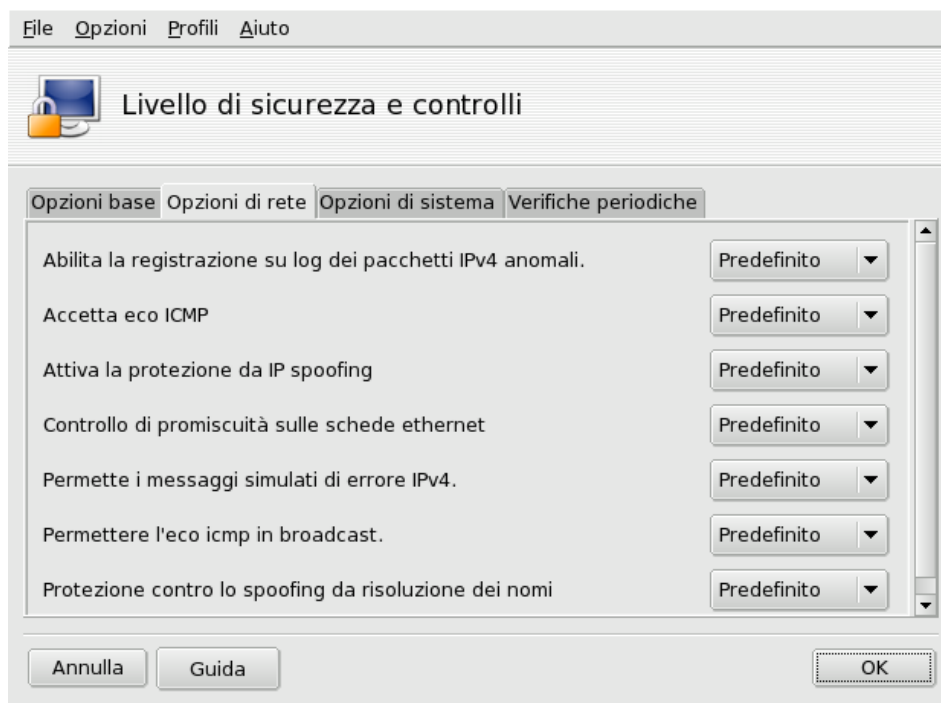 File Opzioni Profili Aiuto
Livello di sicurezza e controlli
Opzioni base Opzioni di rete Opzioni di sistema Verifiche periodiche
Abilita la registrazione su log dei pacchetti IPv4 anomali. Predefinito
Accetta eco ICMP Predefinito
Attiva la protezione da IP spoofing Predefinito
Controllo di promiscuità sulle schede ethernet Predefinito
Permette i messaggi simulati di errore IPv4. Predefinito
Permettere l'eco icmp in broadcast. Predefinito
Protezione contro lo spoofing da risoluzione dei nomi Predefinito
Annulla Guida OK